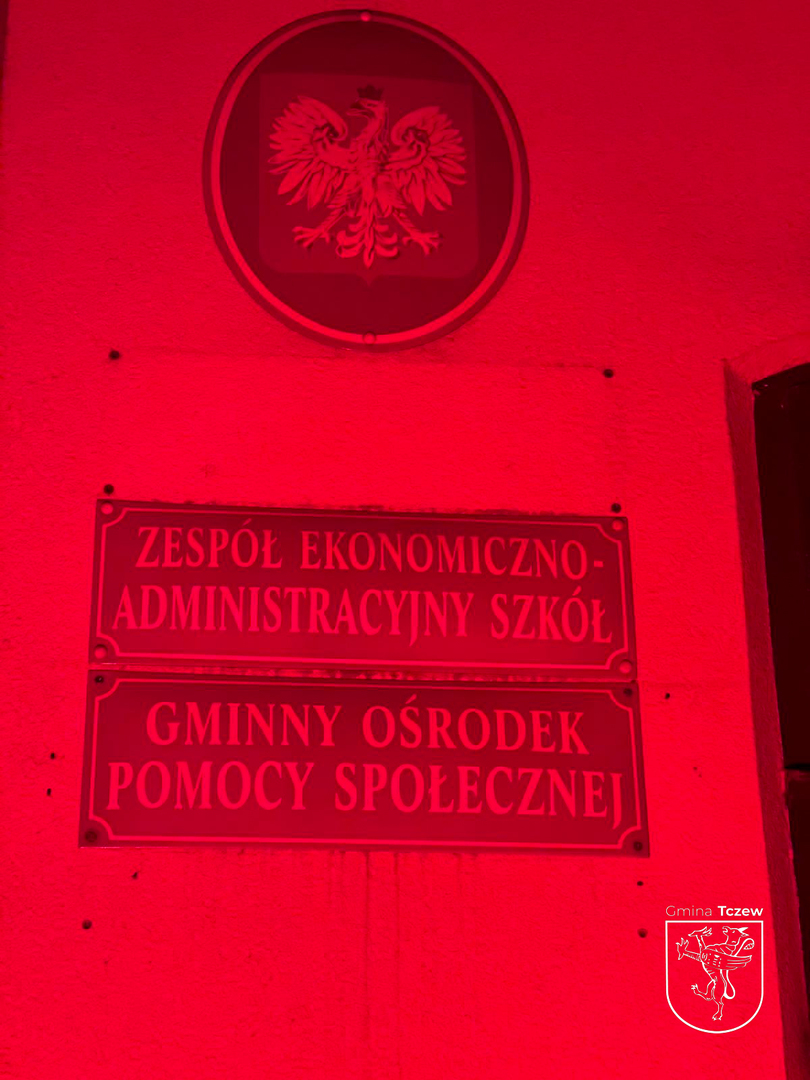 ZESPÓŁ EKONOMICZNO-
ADMINISTRACYJNY SZKÓŁ
GMINNY OŚRODEK
POMOCY SPOŁECZNEJ
Gmina Tczew